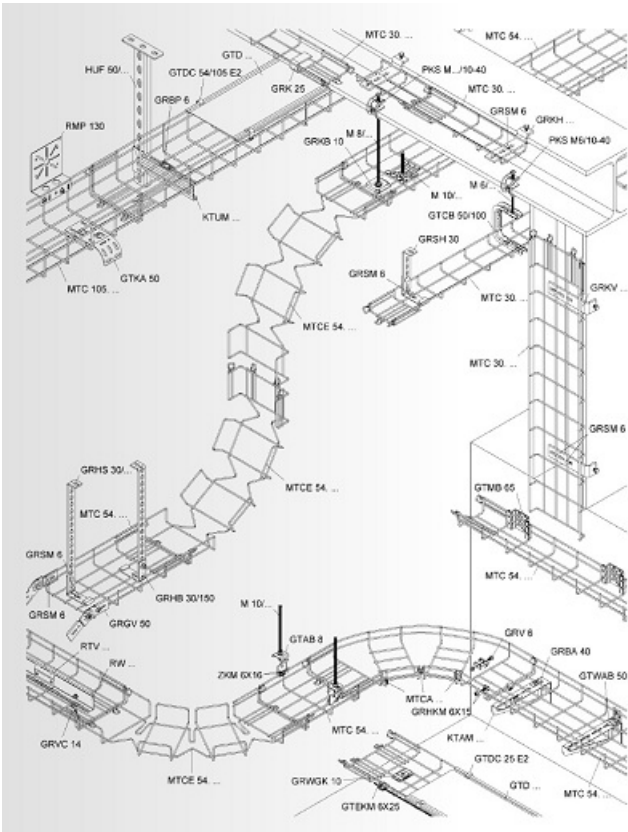 MTC 30. ...
MTC 54. ...
GTD ...
HUF 50/...
GTDC 54/105 E2
GRK 25
PKS M.../10-40
MTC 30. ...
GRBP 6
GRSM 6
GRKH ...
RMP 130
M 8/...
GRKB 10
PKS M6/10-40
M 10/...
M 6/...
KTUM ...
GTCB 50/100
GRSH 30
GTKA 50
GRSM 6
MTC 105. ...
MTC 30. ...
GRKV ...
MTCE 54. ...
MTC 30. ...
GRSM 6
GRHS 30/...
MTCE 54. ...
GTMB 65
MTC 54. ...
GRSM 6
MTC 54. ...
GRSM 6
GRHB 30/150
M 10/...
GRGV 50
GTAB 8
GRV 6
RTV ...
GRBA 40
RW ...
ZKM 6X16
GTWAB 50
MTCA ...
GRHKM 6X15
GRVC 14
MTC 54. ...
KTAM ...
GTDC 25 E2
MTCE 54. ...
GRWGK 10
GTD ...
MTC 54. ...
GTEKM 6X25